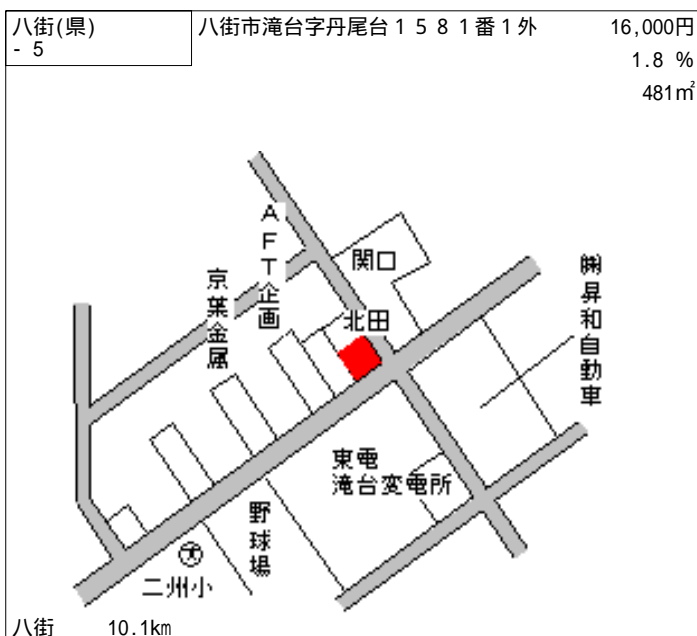 八街(県)
- 5
八街市滝台字丹尾台１５８１番１外
16,000円
1.8 %
481㎡
ＡＦＴ企画
関口
京葉金属
北田
㈱昇和自動車
東電
滝台変電所
野球場
文
二州小
八街 10.1km